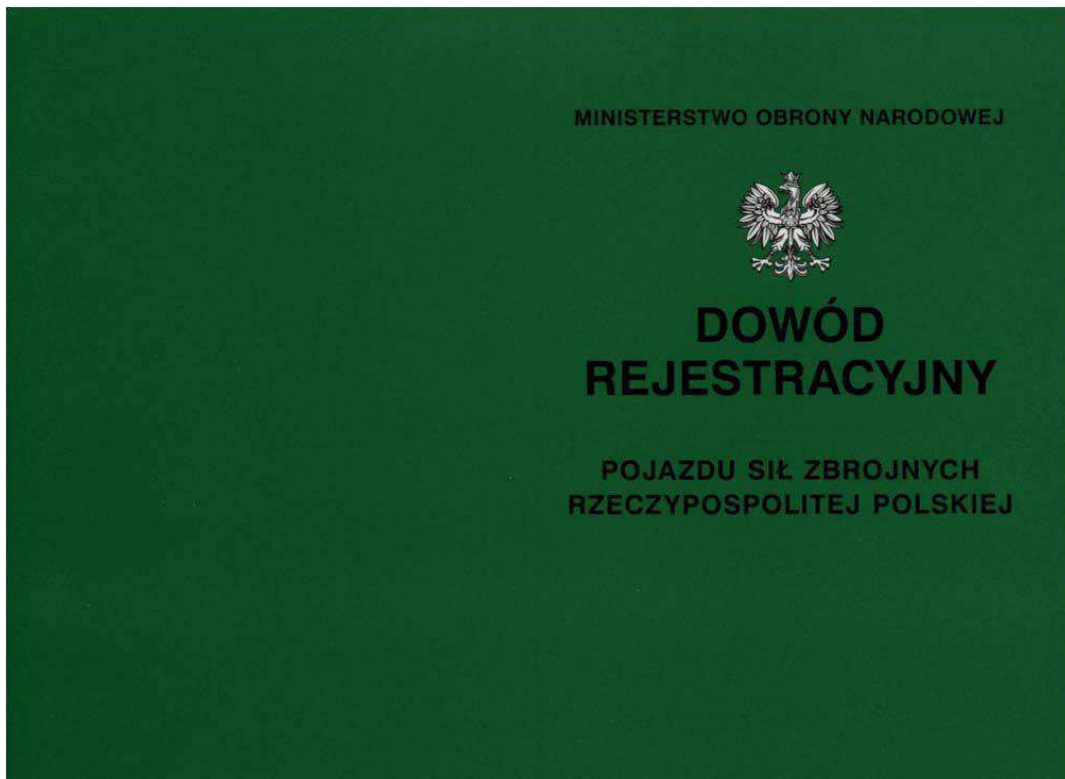 MINISTERSTWO OBRONY NARODOWEJ
DOWÓD
REJESTRACYJNY
POJAZDU SIŁ ZBROJNYCH
RZECZYPOSPOLITEJ POLSKIEJ